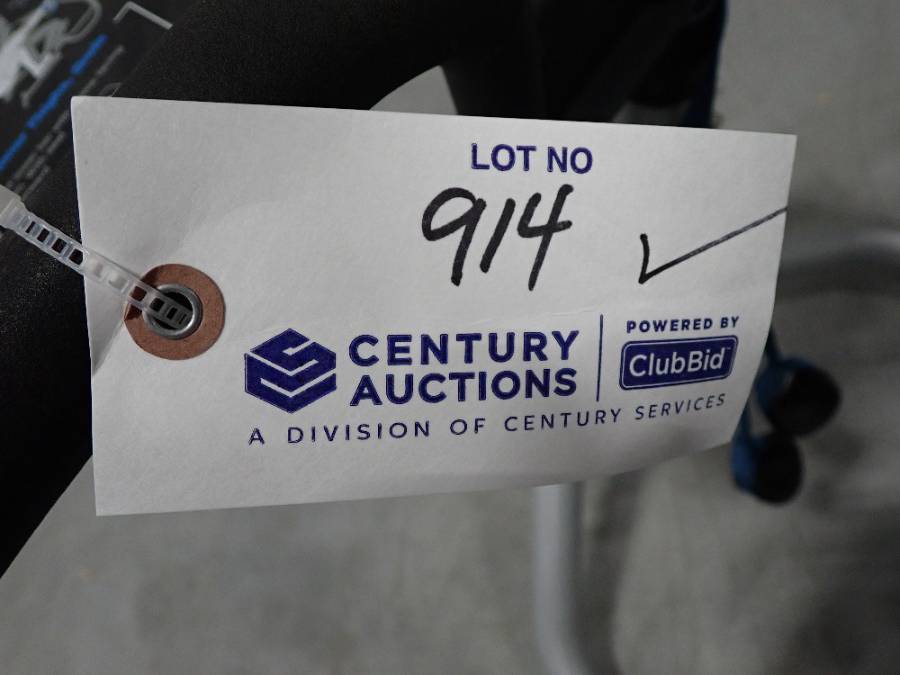 LOT NO
914
CENTURY AUCTIONS
POWERED BY
ClubBid
A DIVISION OF CENTURY SERVICES